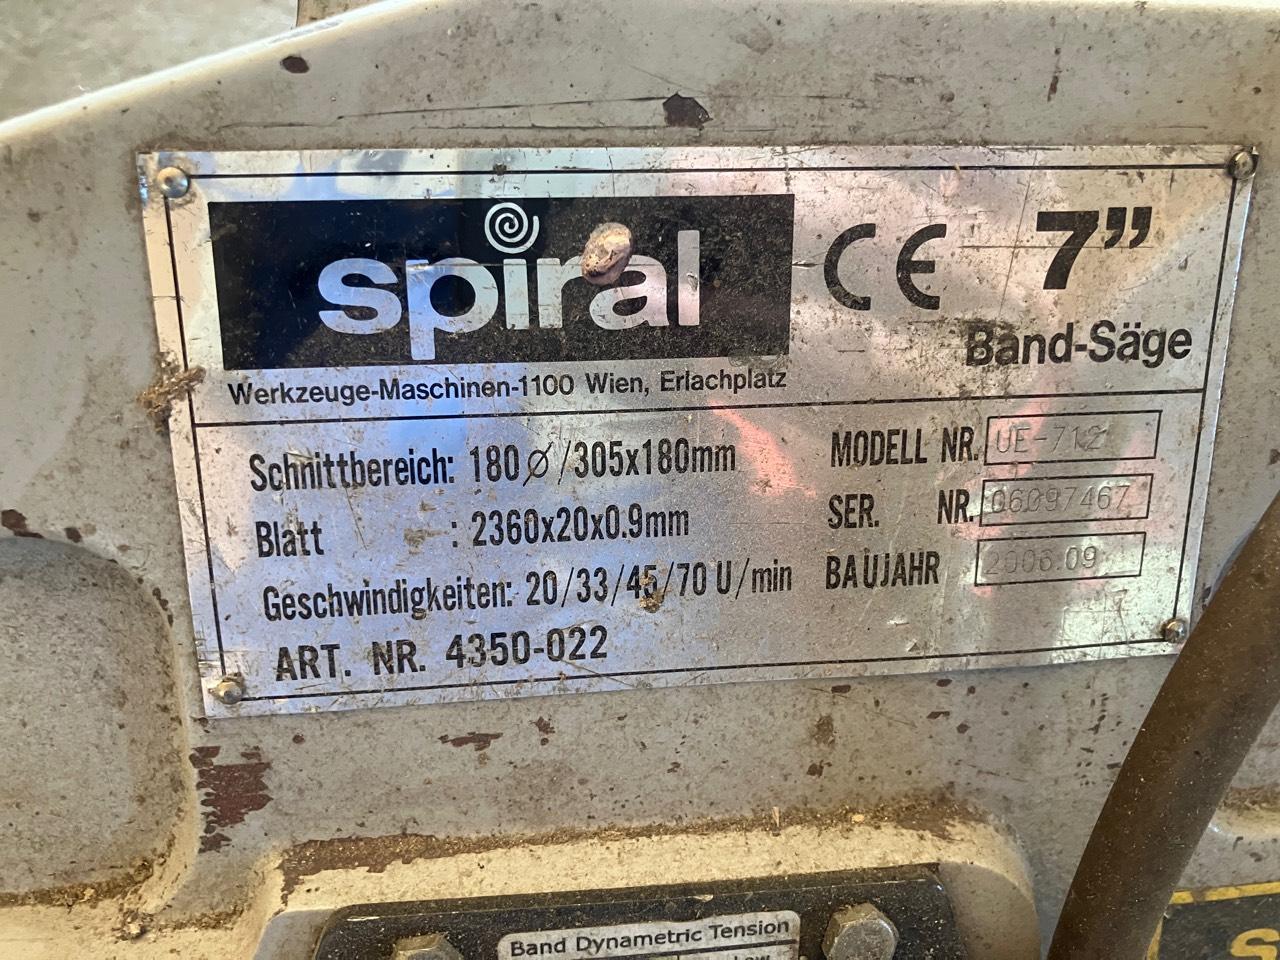 spiral
CE
7”
Band-Säge
Werkzeuge-Maschinen-1100 Wien, Erlachplatz
Schnittbereich: 180⌀/305x180mm
Blatt : 2360x20x0.9mm
Geschwindigkeiten: 20/33/45/70 U/min
ART. NR. 4350-022
MODELL NR. UE-712
SER. NR. 06097467
BAUJAHR 2006.09
Band Dynametric Tension